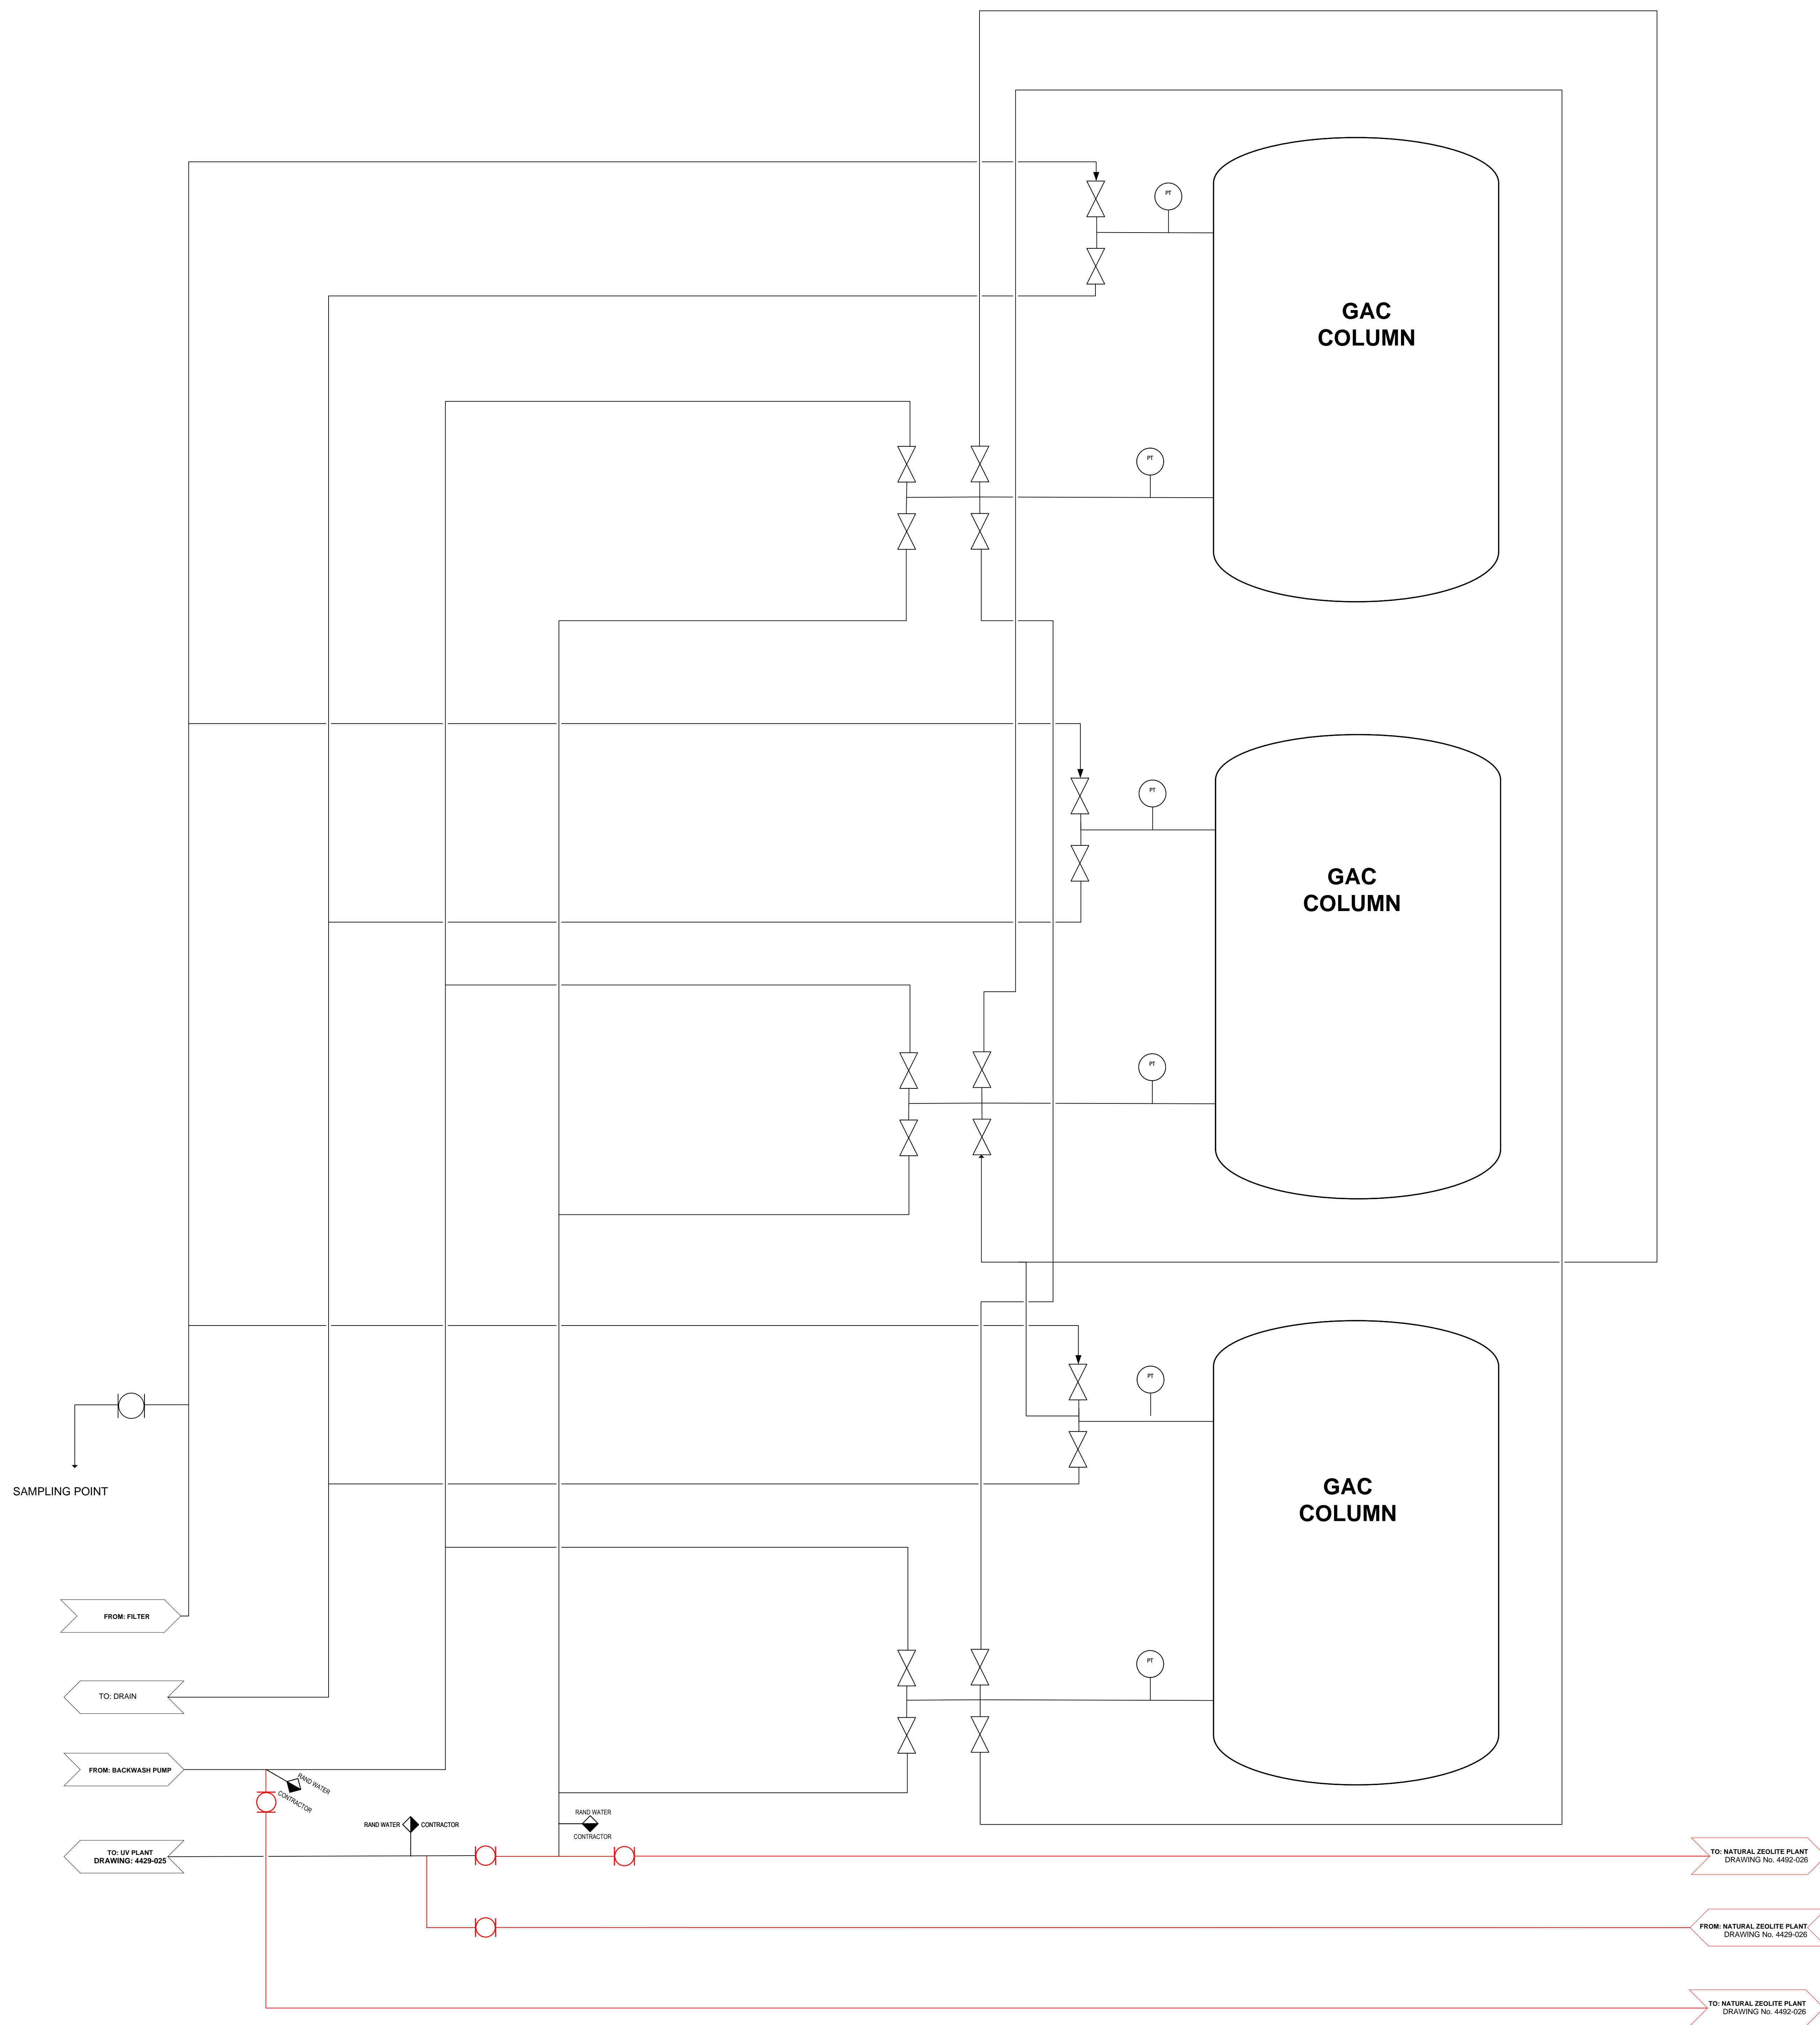 PT
GAC
COLUMN
PT
PT
GAC
COLUMN
PT
PT
GAC
COLUMN
SAMPLING POINT
FROM: FILTER
PT
TO: DRAIN
FROM: BACKWASH PUMP
RAND WATER
CONTRACTOR
RAND WATER
CONTRACTOR
RAND WATER
CONTRACTOR
TO: UV PLANT
DRAWING: 4429-025
TO: NATURAL ZEOLITE PLANT
DRAWING No. 4492-026
FROM: NATURAL ZEOLITE PLANT
DRAWING No. 4429-026
TO: NATURAL ZEOLITE PLANT
DRAWING No. 4492-026